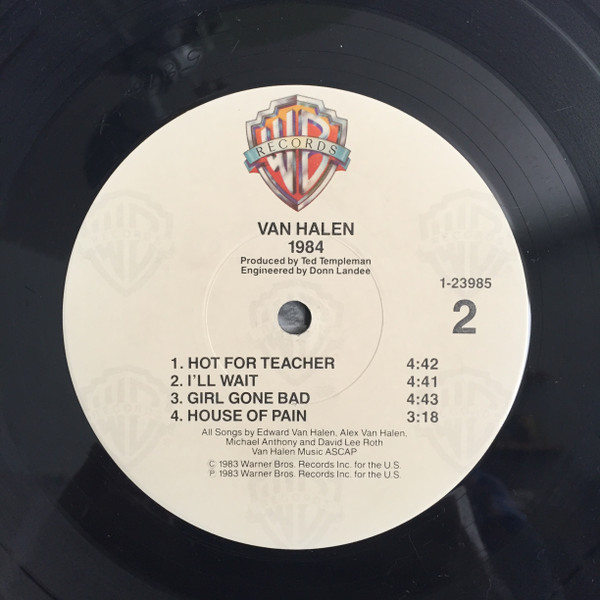 WB
RECORDS
VAN HALEN
1984
Produced by Ted Templeman
Engineered by Donn Landee
1-23985
2
1. HOT FOR TEACHER 4:42
2. I'LL WAIT 4:41
3. GIRL GONE BAD 4:43
4. HOUSE OF PAIN 3:18
All Songs by Edward Van Halen, Alex Van Halen,
Michael Anthony and David Lee Roth
Van Halen Music ASCAP
© 1983 Warner Bros. Records Inc. for the U.S.
℗ 1983 Warner Bros. Records Inc. for the U.S.